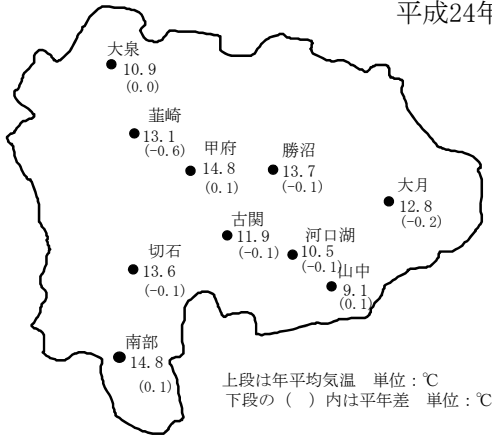 平成24年
大泉
10.9
(0.0)
韮崎
13.1
(-0.6)
甲府
14.8
(0.1)
勝沼
13.7
(-0.1)
大月
12.8
(-0.2)
古関
11.9
(-0.1)
河口湖
10.5
(-0.1)
山中
9.1
(0.1)
切石
13.6
(-0.1)
南部
14.8
(0.1)
上段は年平均気温　単位：℃
下段の（　）内は平年差　単位：℃